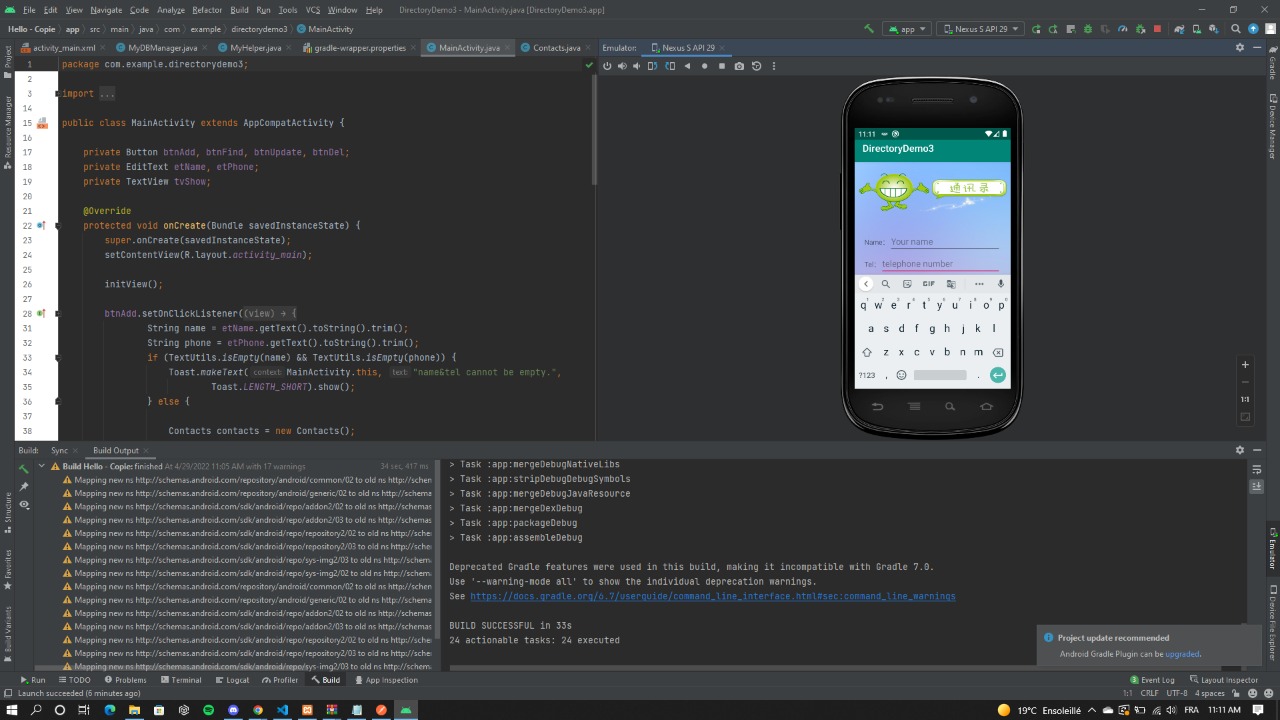 File Edit View Navigate Code Analyze Refactor Build Run Tools VCS Window Help DirectoryDemo3 - MainActivity.java [DirectoryDemo3.app]
Hello - Copie app src main java com example directorydemo3 MainActivity app Nexus S API 29
activity_main.xml MyDBManager.java MyHelper.java gradle-wrapper.properties MainActivity.java Contacts.java Emulator: Nexus S API 29
Project
Resource Manager
Structure
Favorites
Build Variants
Gradle
Device Manager
Emulator
Device File Explorer
1 package com.example.directorydemo3;
2
3 import ...
14
15 public class MainActivity extends AppCompatActivity {
16
17 private Button btnAdd, btnFind, btnUpdate, btnDel;
18 private EditText etName, etPhone;
19 private TextView tvShow;
20
21 @Override
22 protected void onCreate(Bundle savedInstanceState) {
23 super.onCreate(savedInstanceState);
24 setContentView(R.layout.activity_main);
25
26 initView();
27
28 btnAdd.setOnClickListener((view) → {
31 String name = etName.getText().toString().trim();
32 String phone = etPhone.getText().toString().trim();
33 if (TextUtils.isEmpty(name) && TextUtils.isEmpty(phone)) {
34 Toast.makeText( context: MainActivity.this, text: "name&tel cannot be empty.",
35 Toast.LENGTH_SHORT).show();
36 } else {
37
38 Contacts contacts = new Contacts();
11:11
DirectoryDemo3
通讯录
Name: Your name
Tel: telephone number
GIF
q1 w2 e3 r4 t5 y6 u7 i8 o9 p0
a s d f g h j k l
z x c v b n m
?123 , .
1:1
Build: Sync Build Output
Build Hello - Copie: finished At 4/29/2022 11:05 AM with 17 warnings 34 sec, 417 ms
Mapping new ns http://schemas.android.com/repository/android/common/02 to old ns http://schem
Mapping new ns http://schemas.android.com/repository/android/generic/02 to old ns http://schem
Mapping new ns http://schemas.android.com/sdk/android/repo/addon2/02 to old ns http://schemas
Mapping new ns http://schemas.android.com/sdk/android/repo/addon2/03 to old ns http://schemas
Mapping new ns http://schemas.android.com/sdk/android/repo/repository2/02 to old ns http://schem
Mapping new ns http://schemas.android.com/sdk/android/repo/repository2/03 to old ns http://schem
Mapping new ns http://schemas.android.com/sdk/android/repo/sys-img2/03 to old ns http://schem
Mapping new ns http://schemas.android.com/sdk/android/repo/sys-img2/02 to old ns http://schem
Mapping new ns http://schemas.android.com/repository/android/common/02 to old ns http://schem
Mapping new ns http://schemas.android.com/repository/android/generic/02 to old ns http://schem
Mapping new ns http://schemas.android.com/sdk/android/repo/addon2/02 to old ns http://schemas
Mapping new ns http://schemas.android.com/sdk/android/repo/addon2/03 to old ns http://schemas
Mapping new ns http://schemas.android.com/sdk/android/repo/repository2/02 to old ns http://schem
Mapping new ns http://schemas.android.com/sdk/android/repo/repository2/03 to old ns http://schem
Mapping new ns http://schemas.android.com/sdk/android/repo/sys-img2/03 to old ns http://schem
> Task :app:mergeDebugNativeLibs
> Task :app:stripDebugDebugSymbols
> Task :app:mergeDebugJavaResource
> Task :app:mergeDexDebug
> Task :app:packageDebug
> Task :app:assembleDebug
Deprecated Gradle features were used in this build, making it incompatible with Gradle 7.0.
Use '--warning-mode all' to show the individual deprecation warnings.
See https://docs.gradle.org/6.7/userguide/command_line_interface.html#sec:command_line_warnings
BUILD SUCCESSFUL in 33s
24 actionable tasks: 24 executed
Project update recommended
Android Gradle Plugin can be upgraded.
Run TODO Problems Terminal Logcat Profiler Build App Inspection 3 Event Log Layout Inspector
Launch succeeded (6 minutes ago) 1:1 CRLF UTF-8 4 spaces
19°C Ensoleillé FRA 11:11 AM